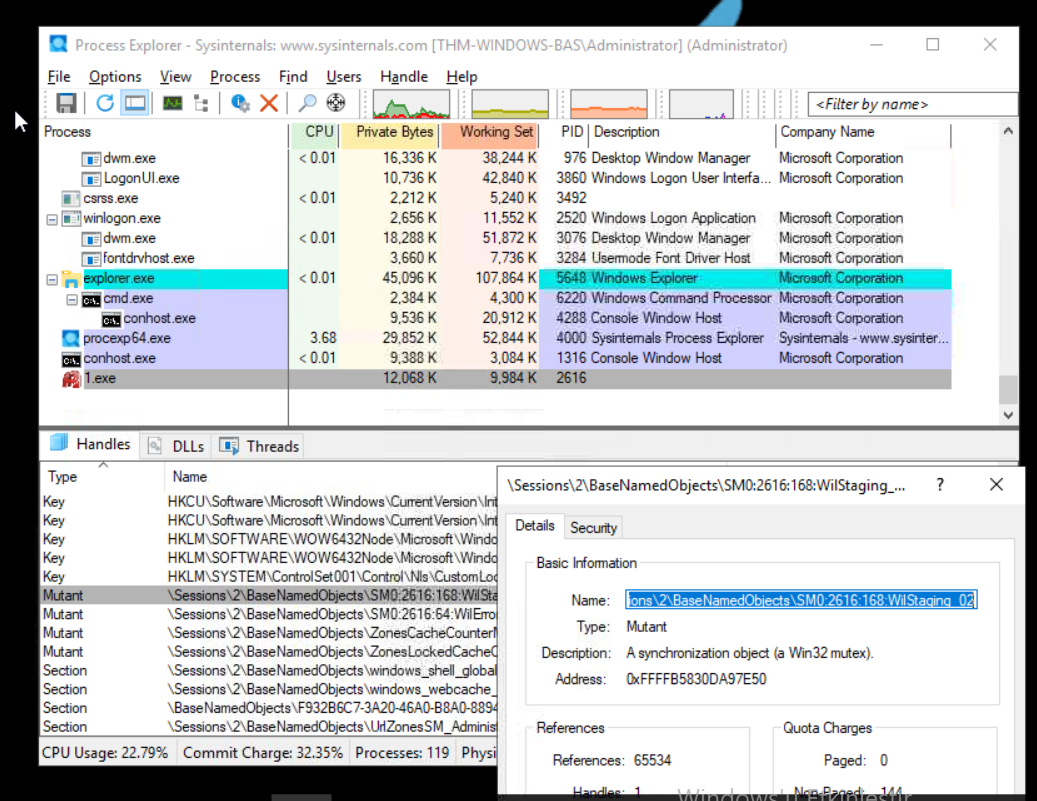 Process Explorer - Sysinternals: www.sysinternals.com [THM-WINDOWS-BAS\Administrator] (Administrator)
File Options View Process Find Users Handle Help
<Filter by name>
Process CPU Private Bytes Working Set PID Description Company Name
dwm.exe < 0.01 16,336 K 38,244 K 976 Desktop Window Manager Microsoft Corporation
LogonUI.exe 10,736 K 42,840 K 3860 Windows Logon User Interfa... Microsoft Corporation
csrss.exe < 0.01 2,212 K 5,240 K 3492
winlogon.exe 2,656 K 11,552 K 2520 Windows Logon Application Microsoft Corporation
dwm.exe < 0.01 18,288 K 51,872 K 3076 Desktop Window Manager Microsoft Corporation
fontdrvhost.exe 3,660 K 7,736 K 3284 Usermode Font Driver Host Microsoft Corporation
explorer.exe < 0.01 45,096 K 107,864 K 5648 Windows Explorer Microsoft Corporation
cmd.exe 2,384 K 4,300 K 6220 Windows Command Processor Microsoft Corporation
conhost.exe 9,536 K 20,912 K 4288 Console Window Host Microsoft Corporation
procexp64.exe 3.68 29,852 K 52,844 K 4000 Sysinternals Process Explorer Sysinternals - www.sysinter...
conhost.exe < 0.01 9,388 K 3,084 K 1316 Console Window Host Microsoft Corporation
1.exe 12,068 K 9,984 K 2616
Handles DLLs Threads
Type Name
Key HKCU\Software\Microsoft\Windows\CurrentVersion\Int
Key HKCU\Software\Microsoft\Windows\CurrentVersion\Int
Key HKLM\SOFTWARE\WOW6432Node\Microsoft\Windo
Key HKLM\SOFTWARE\WOW6432Node\Microsoft\Windo
Key HKLM\SYSTEM\ControlSet001\Control\Nls\CustomLoc
Mutant \Sessions\2\BaseNamedObjects\SM0:2616:168:WilSta
Mutant \Sessions\2\BaseNamedObjects\SM0:2616:64:WilErro
Mutant \Sessions\2\BaseNamedObjects\ZonesCacheCounterM
Mutant \Sessions\2\BaseNamedObjects\ZonesLockedCacheC
Section \Sessions\2\BaseNamedObjects\windows_shell_global
Section \Sessions\2\BaseNamedObjects\windows_webcache_
Section \BaseNamedObjects\F932B6C7-3A20-46A0-B8A0-8894
Section \Sessions\2\BaseNamedObjects\UrlZonesSM_Administ
CPU Usage: 22.79% Commit Charge: 32.35% Processes: 119 Physi
\Sessions\2\BaseNamedObjects\SM0:2616:168:WilStaging_...
Details Security
Basic Information
Name: ions\2\BaseNamedObjects\SM0:2616:168:WilStaging_02
Type: Mutant
Description: A synchronization object (a Win32 mutex).
Address: 0xFFFFB5830DA97E50
References
References: 65534
Handles: 1
Quota Charges
Paged: 0
Non-Paged: 144
Windows'u Etkinleştir